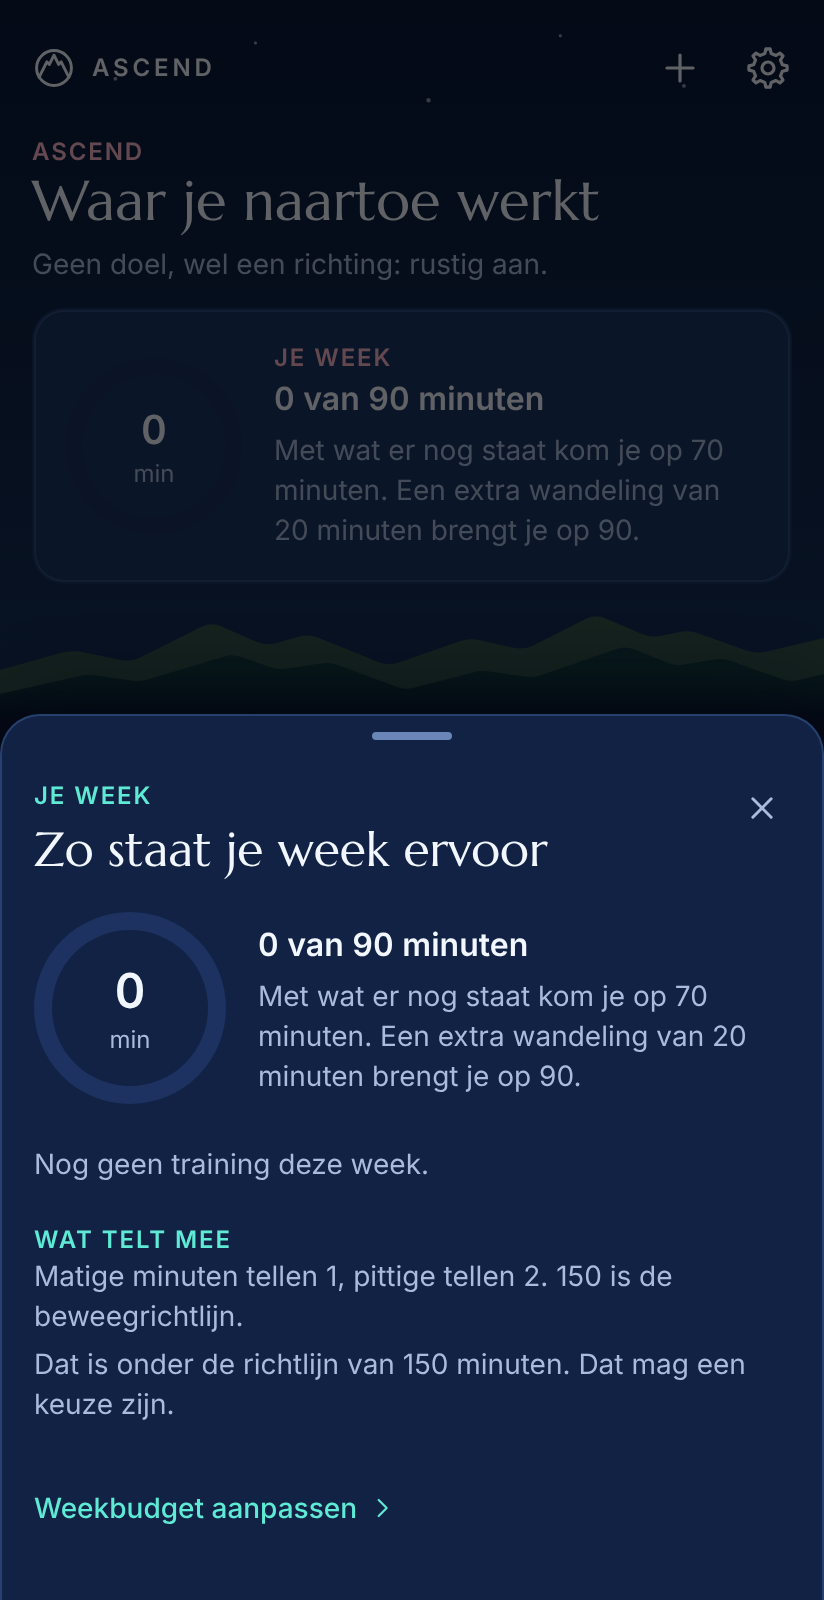 ASCEND
ASCEND
Waar je naartoe werkt
Geen doel, wel een richting: rustig aan.
0
min
JE WEEK
0 van 90 minuten
Met wat er nog staat kom je op 70
minuten. Een extra wandeling van
20 minuten brengt je op 90.
JE WEEK
Zo staat je week ervoor
0
min
0 van 90 minuten
Met wat er nog staat kom je op 70
minuten. Een extra wandeling van 20
minuten brengt je op 90.
Nog geen training deze week.
WAT TELT MEE
Matige minuten tellen 1, pittige tellen 2. 150 is de
beweegrichtlijn.
Dat is onder de richtlijn van 150 minuten. Dat mag een
keuze zijn.
Weekbudget aanpassen